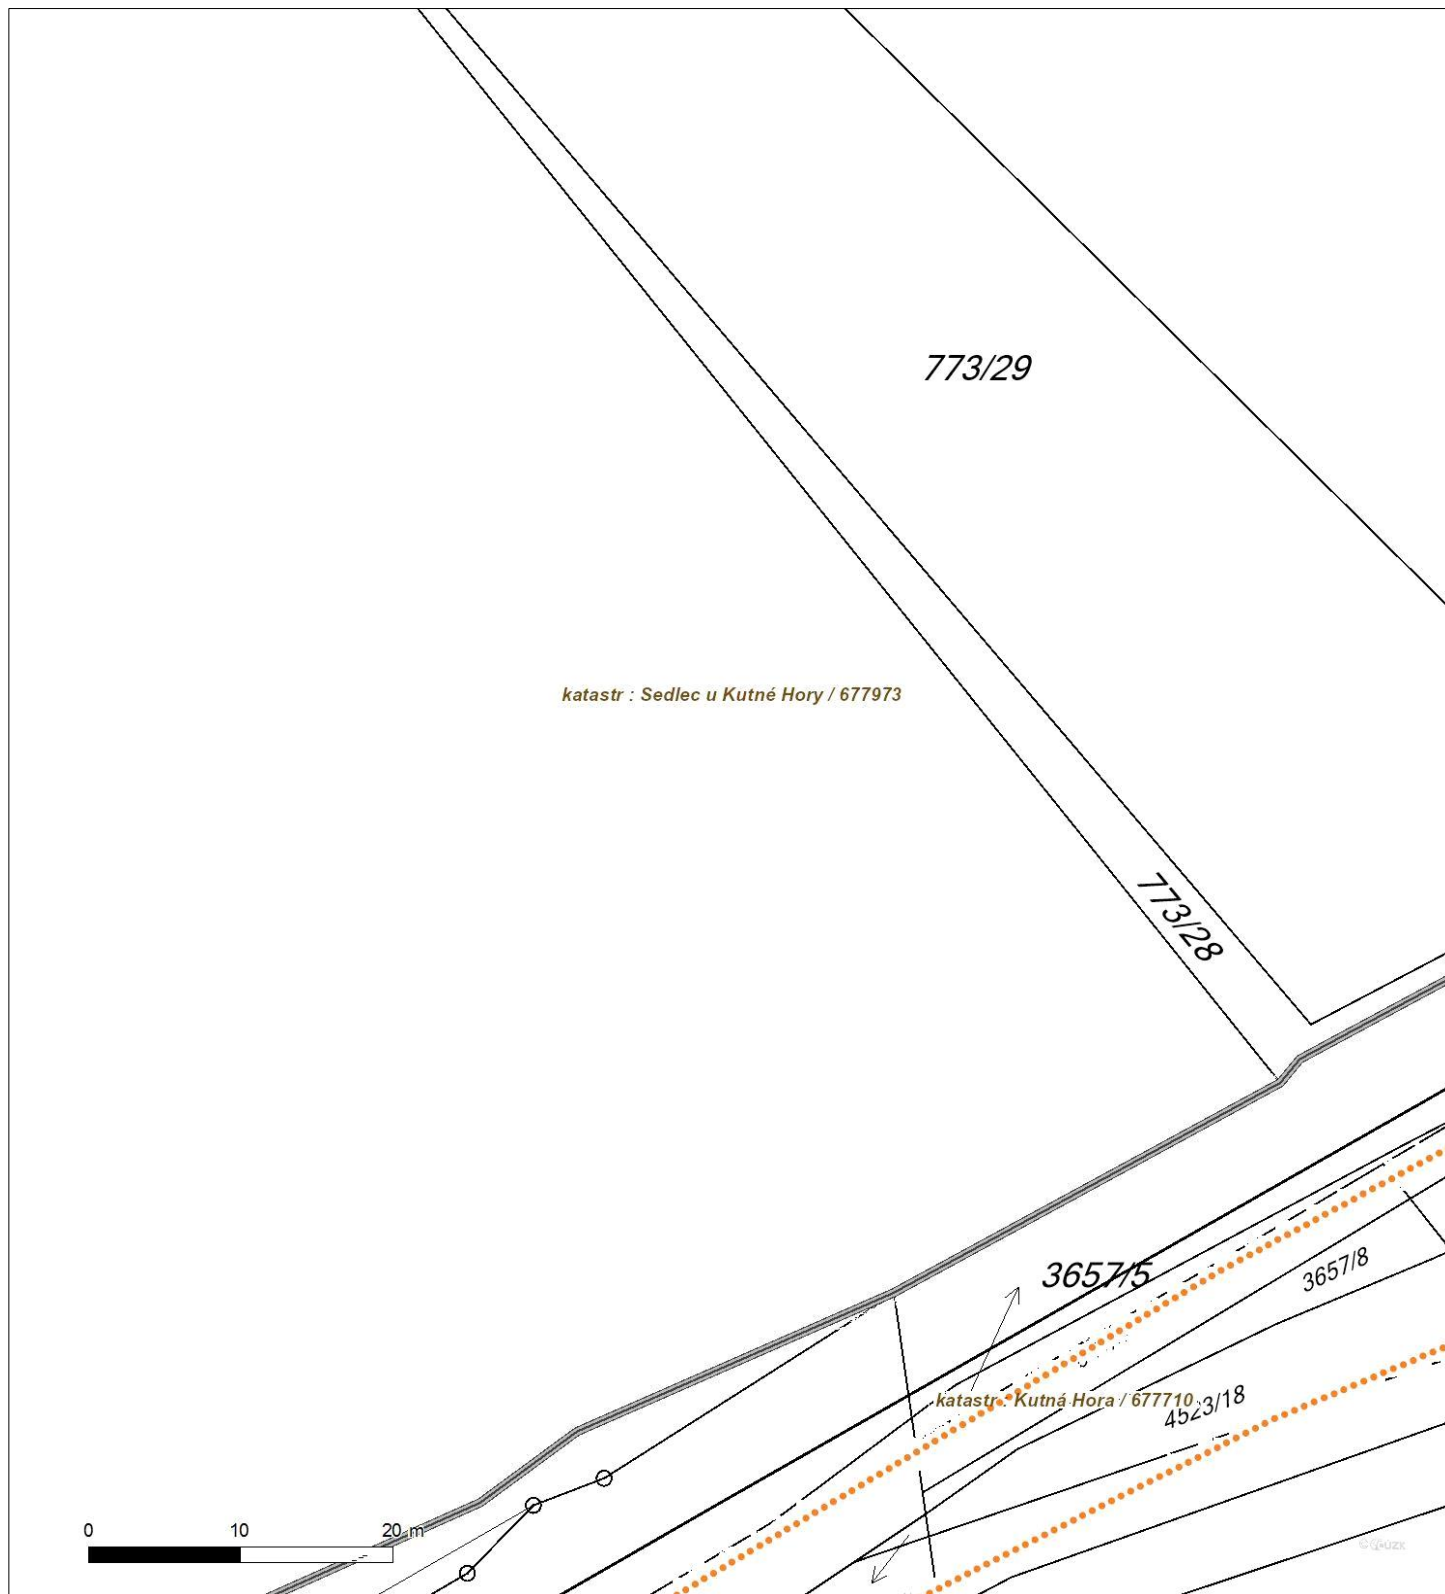 773/29
katastr : Sedlec u Kutné Hory / 677973
773/28
3657/5
3657/8
katastr : Kutná Hora / 677710
4523/18
0 10 20 m